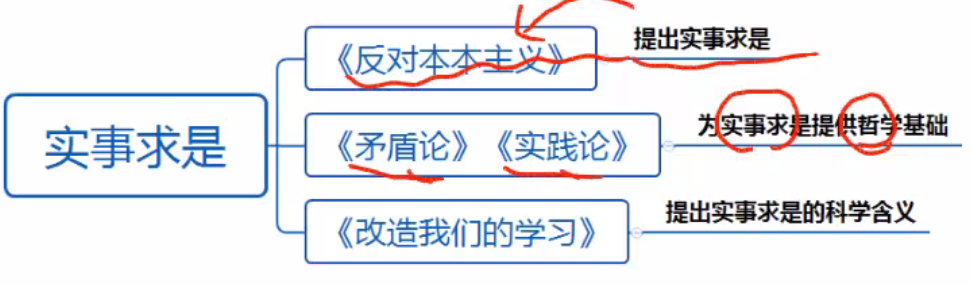 实事求是
《反对本本主义》
提出实事求是
《矛盾论》《实践论》
为实事求是提供哲学基础
《改造我们的学习》
提出实事求是的科学含义